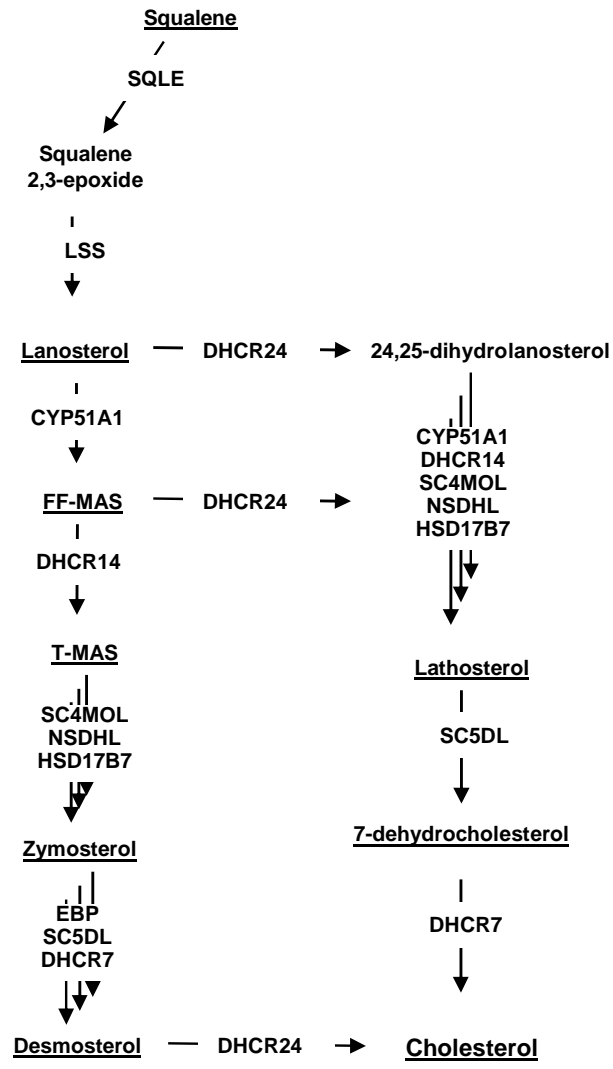 Squalene
SQLE
Squalene
2,3-epoxide
LSS
Lanosterol
DHCR24
24,25-dihydrolanosterol
CYP51A1
CYP51A1
DHCR14
SC4MOL
NSDHL
HSD17B7
FF-MAS
DHCR24
DHCR14
T-MAS
Lathosterol
SC4MOL
NSDHL
HSD17B7
SC5DL
Zymosterol
7-dehydrocholesterol
EBP
SC5DL
DHCR7
DHCR7
Desmosterol
DHCR24
Cholesterol